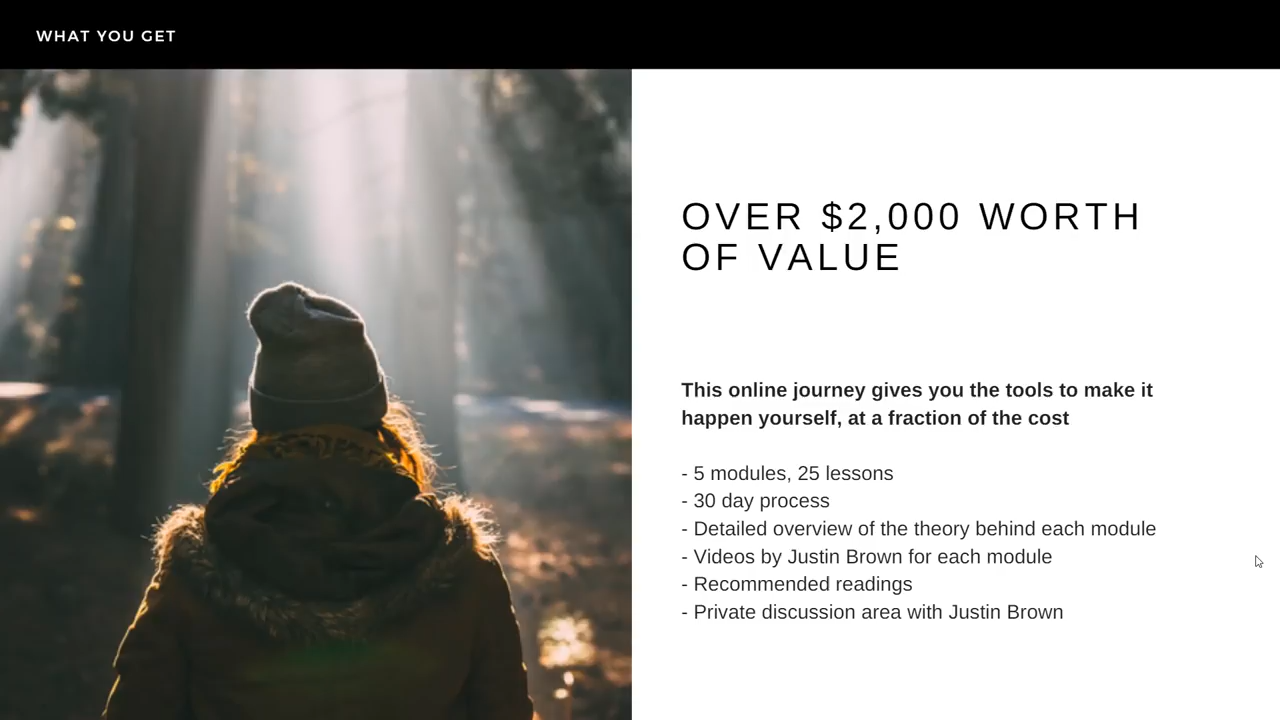 WHAT YOU GET
OVER $2,000 WORTH
OF VALUE
This online journey gives you the tools to make it
happen yourself, at a fraction of the cost
- 5 modules, 25 lessons
- 30 day process
- Detailed overview of the theory behind each module
- Videos by Justin Brown for each module
- Recommended readings
- Private discussion area with Justin Brown